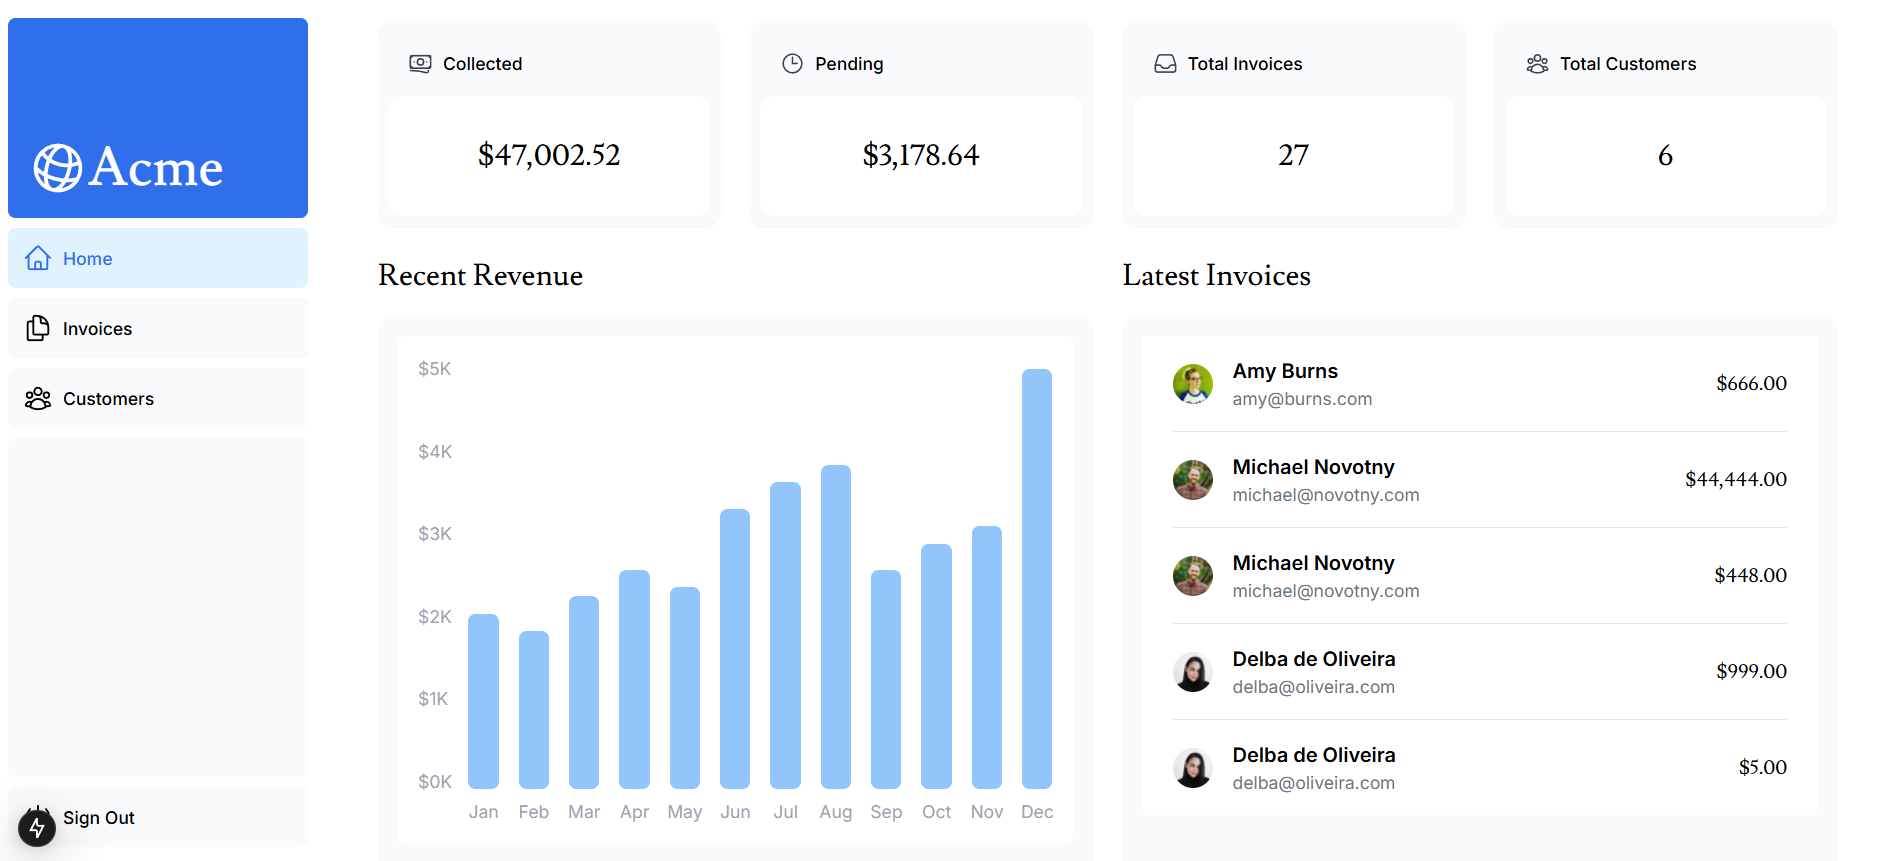 Acme
Home
Invoices
Customers
Sign Out
Collected
$47,002.52
Pending
$3,178.64
Total Invoices
27
Total Customers
6
Recent Revenue
$5K
$4K
$3K
$2K
$1K
$0K
Jan Feb Mar Apr May Jun Jul Aug Sep Oct Nov Dec
Latest Invoices
Amy Burns
amy@burns.com
$666.00
Michael Novotny
michael@novotny.com
$44,444.00
Michael Novotny
michael@novotny.com
$448.00
Delba de Oliveira
delba@oliveira.com
$999.00
Delba de Oliveira
delba@oliveira.com
$5.00